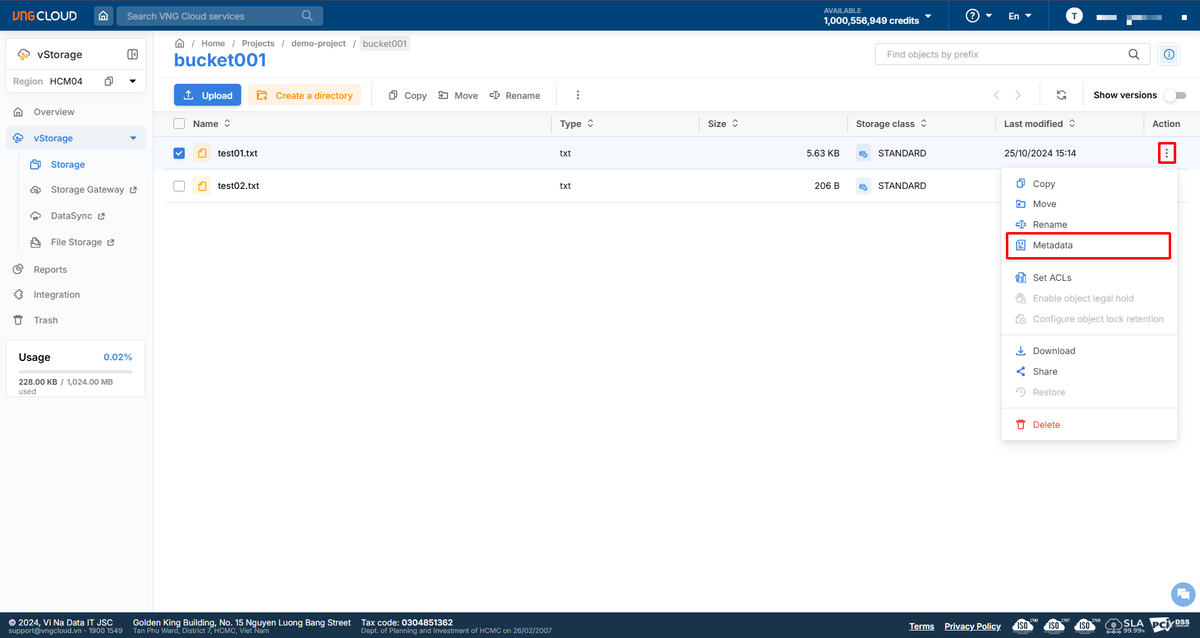 VNG CLOUD
Search VNG Cloud services
AVAILABLE
1,000,556,949 credits
En
T
vStorage
Region HCM04
Overview
vStorage
Storage
Storage Gateway
DataSync
File Storage
Reports
Integration
Trash
Usage 0.02%
228.00 KB / 1,024.00 MB
used
/ Home / Projects / demo-project / bucket001
bucket001
Find objects by prefix
Upload Create a directory Copy Move Rename Show versions
Name Type Size Storage class Last modified Action
test01.txt txt 5.63 KB STANDARD 25/10/2024 15:14
test02.txt txt 206 B STANDARD
Copy
Move
Rename
Metadata
Set ACLs
Enable object legal hold
Configure object lock retention
Download
Share
Restore
Delete
© 2024, Vi Na Data IT JSC
support@vngcloud.vn - 1900 1549
Golden King Building, No. 15 Nguyen Luong Bang Street
Tan Phu Ward, District 7, HCMC, Viet Nam
Tax code: 0304851362
Dept. of Planning and Investment of HCMC on 26/02/2007
Terms Privacy Policy ISO ISO ISO SLA 99.99% PCI DSS